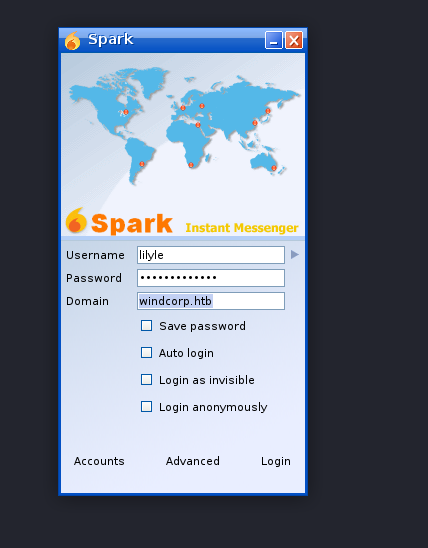 Spark
Spark Instant Messenger
Username lilyle
Password •••••••••••••
Domain windcorp.htb
Save password
Auto login
Login as invisible
Login anonymously
Accounts Advanced Login